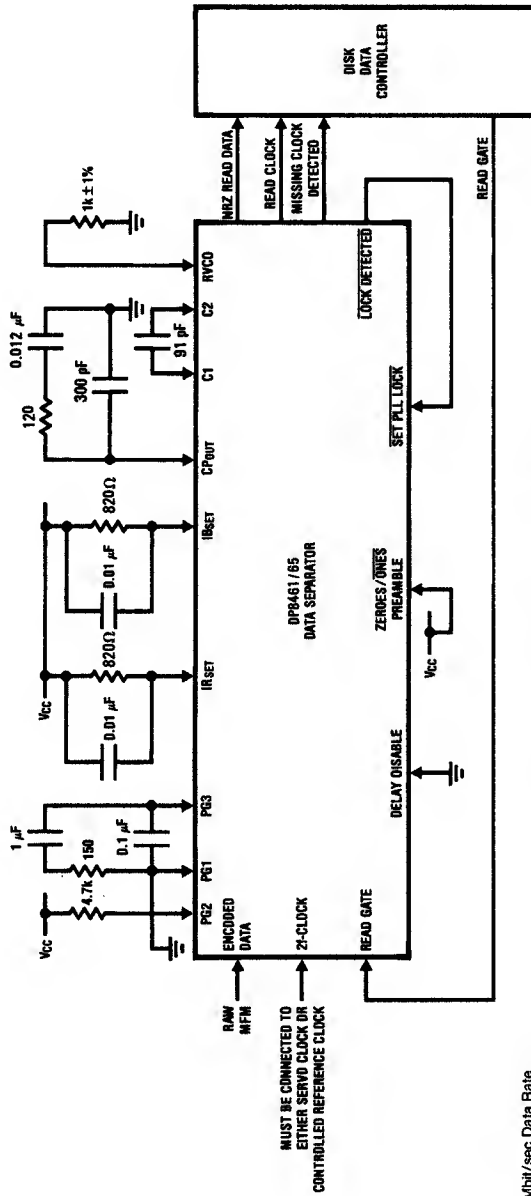 1k ± 1%
0.012 µF
120
300 pF
91 pF
VCC
820Ω
0.01 µF
820Ω
0.01 µF
1 µF
150
0.1 µF
VCC
4.7k
PG2
PG1
PG3
IRSET
IBSET
CPOUT
C1
C2
RVCO
RAW
MFM
ENCODED
DATA
MUST BE CONNECTED TO
EITHER SERVO CLOCK OR
CONTROLLED REFERENCE CLOCK
2f-CLOCK
READ GATE
DP8461/65
DATA SEPARATOR
NRZ READ DATA
READ CLOCK
MISSING CLOCK
DETECTED
LOCK DETECTED
DISK
DATA
CONTROLLER
DELAY DISABLE
ZEROES/ONES
PREAMBLE
VCC
SET PLL LOCK
READ GATE
bit/sec Data Rate